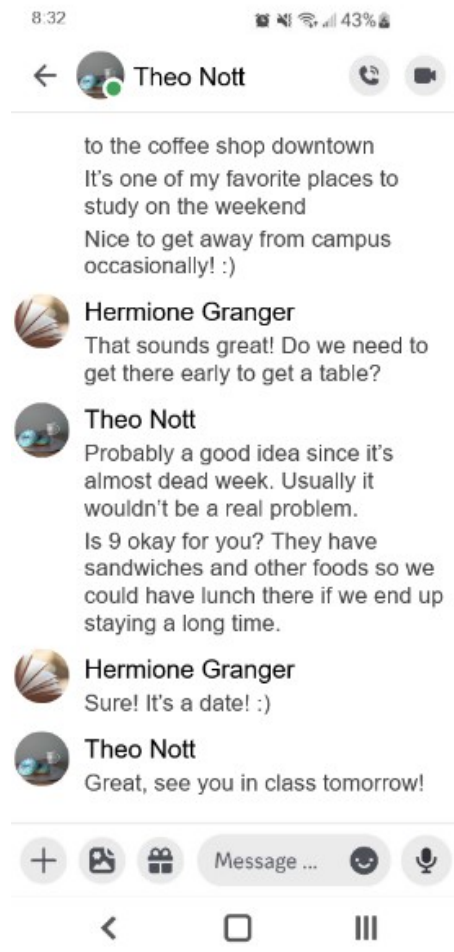 8:32
43%
Theo Nott
to the coffee shop downtown
It's one of my favorite places to
study on the weekend
Nice to get away from campus
occasionally! :)
Hermione Granger
That sounds great! Do we need to
get there early to get a table?
Theo Nott
Probably a good idea since it's
almost dead week. Usually it
wouldn't be a real problem.
Is 9 okay for you? They have
sandwiches and other foods so we
could have lunch there if we end up
staying a long time.
Hermione Granger
Sure! It's a date! :)
Theo Nott
Great, see you in class tomorrow!
Message ...